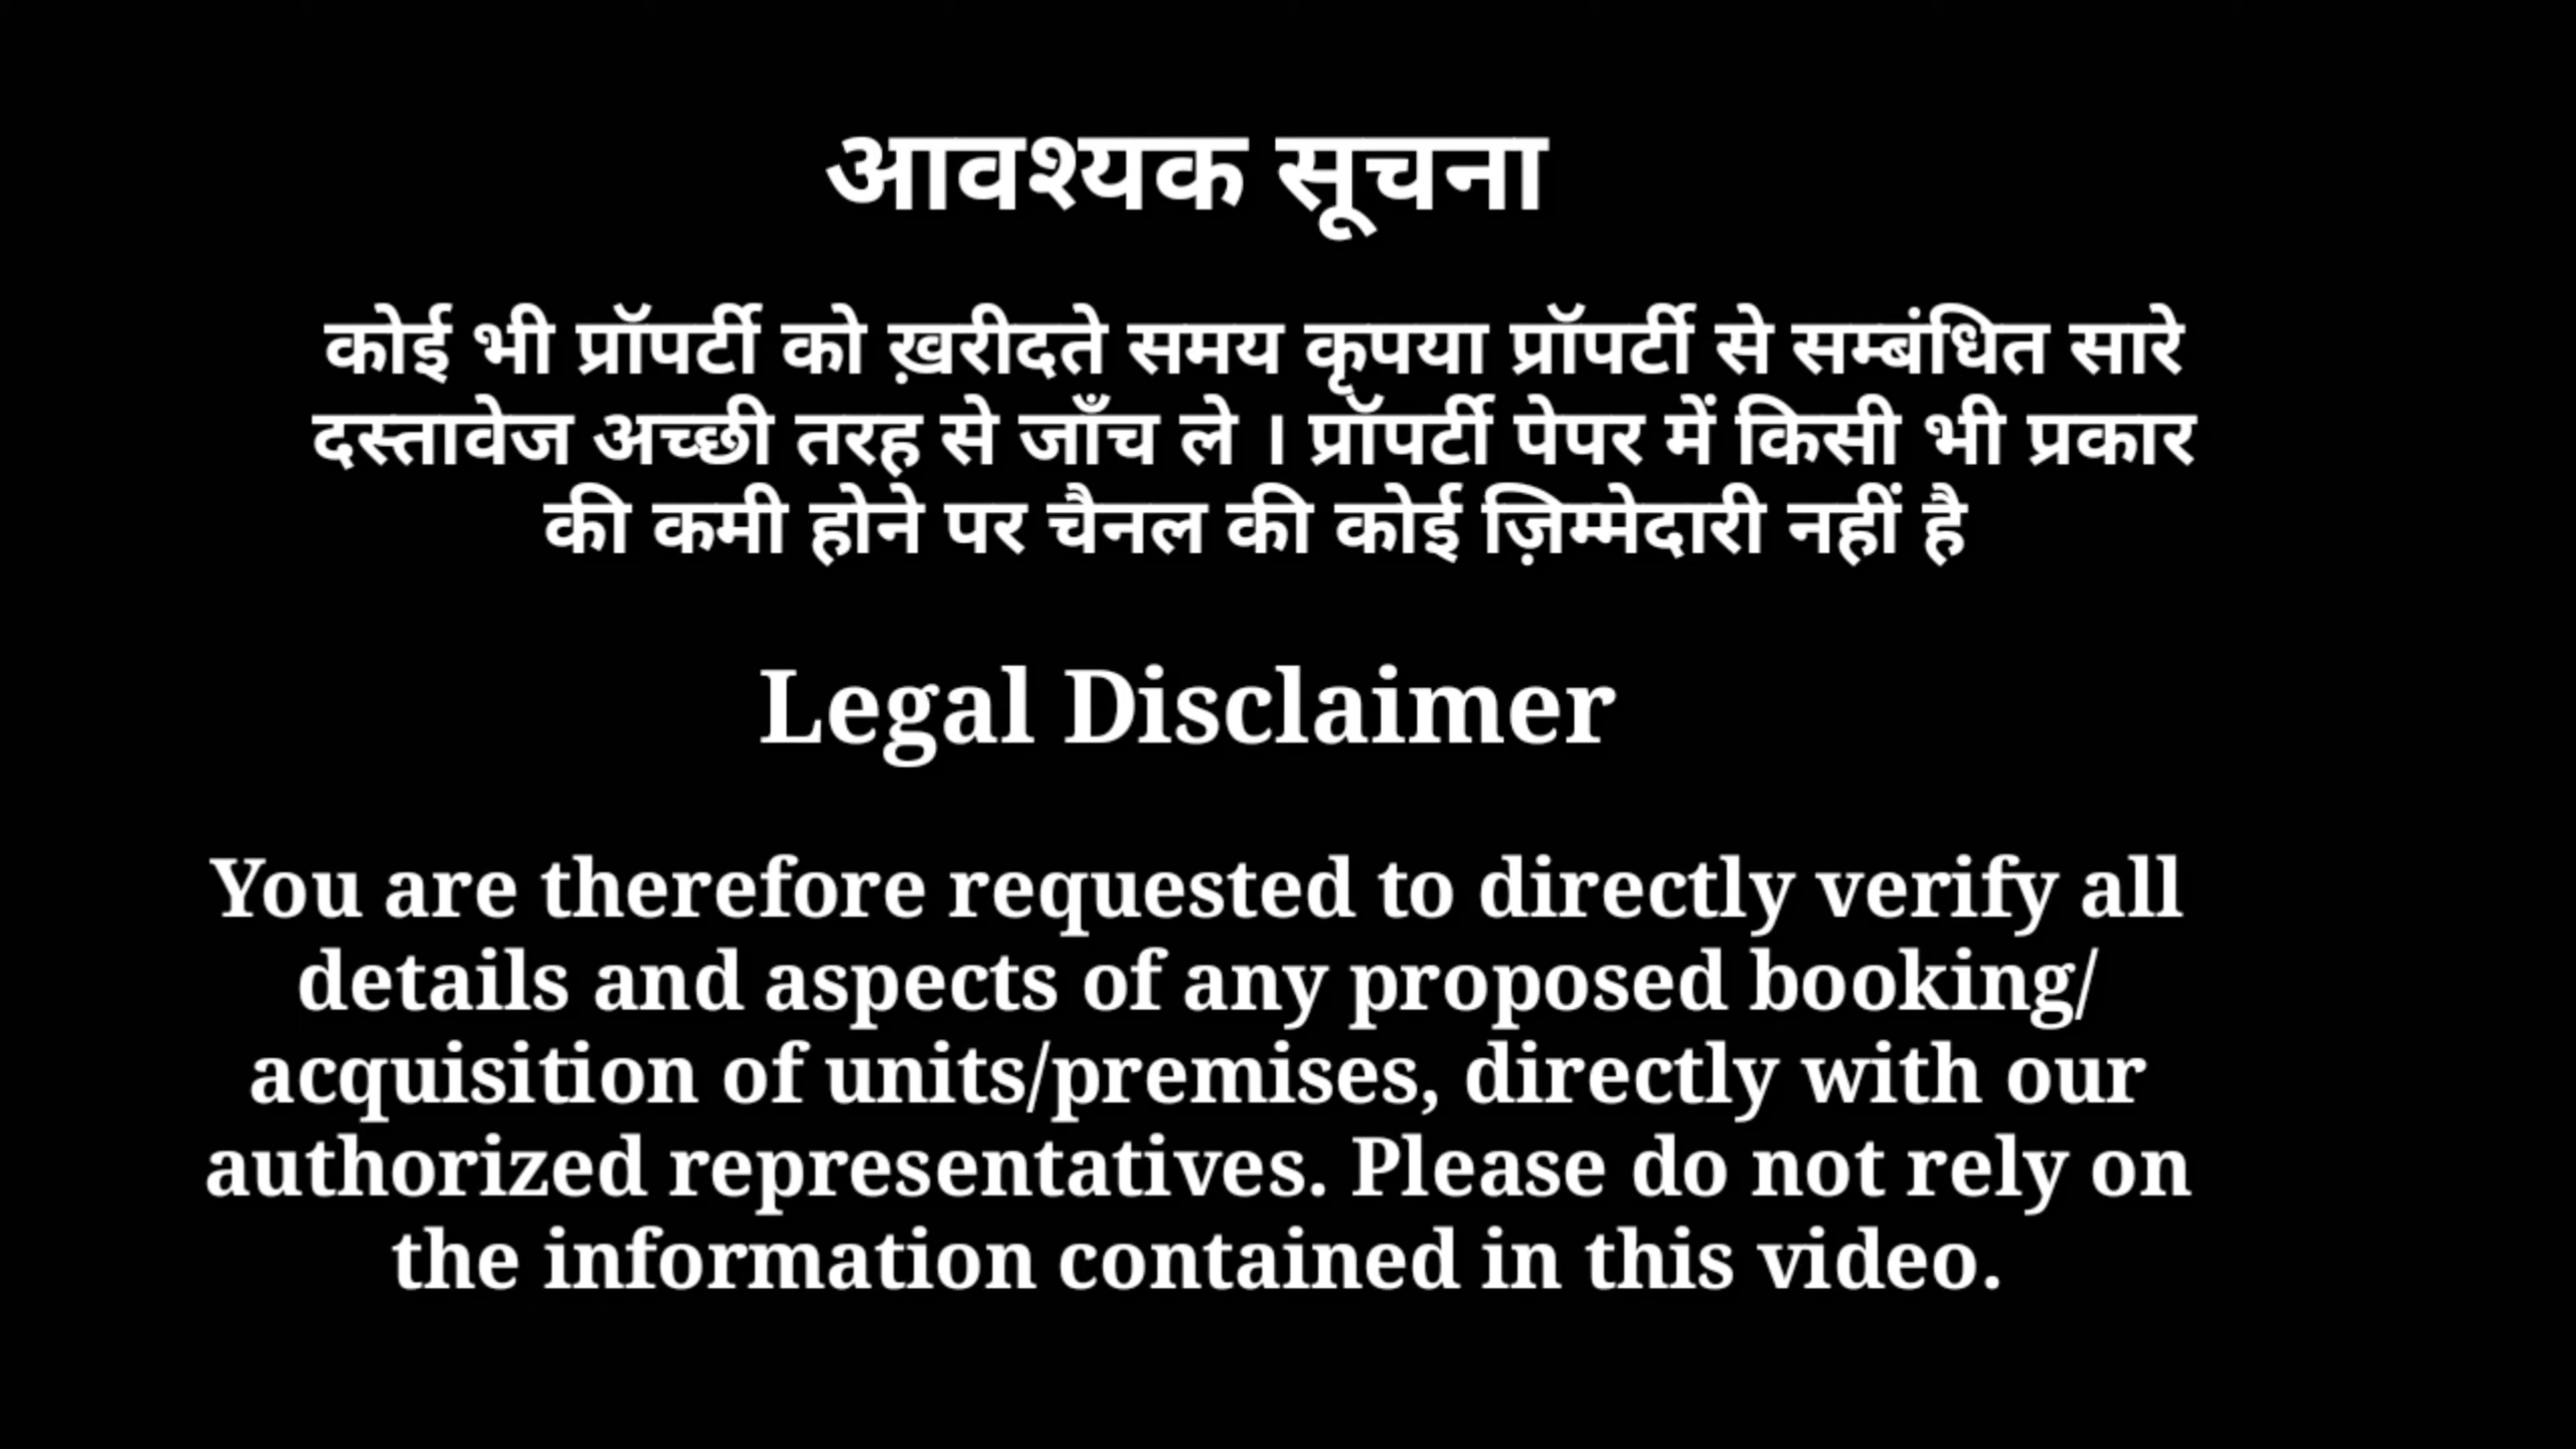 आवश्यक सूचना
कोई भी प्रॉपर्टी को ख़रीदते समय कृपया प्रॉपर्टी से सम्बंधित सारे
दस्तावेज अच्छी तरह से जाँच ले । प्रॉपर्टी पेपर में किसी भी प्रकार
की कमी होने पर चैनल की कोई ज़िम्मेदारी नहीं है
Legal Disclaimer
You are therefore requested to directly verify all
details and aspects of any proposed booking/
acquisition of units/premises, directly with our
authorized representatives. Please do not rely on
the information contained in this video.